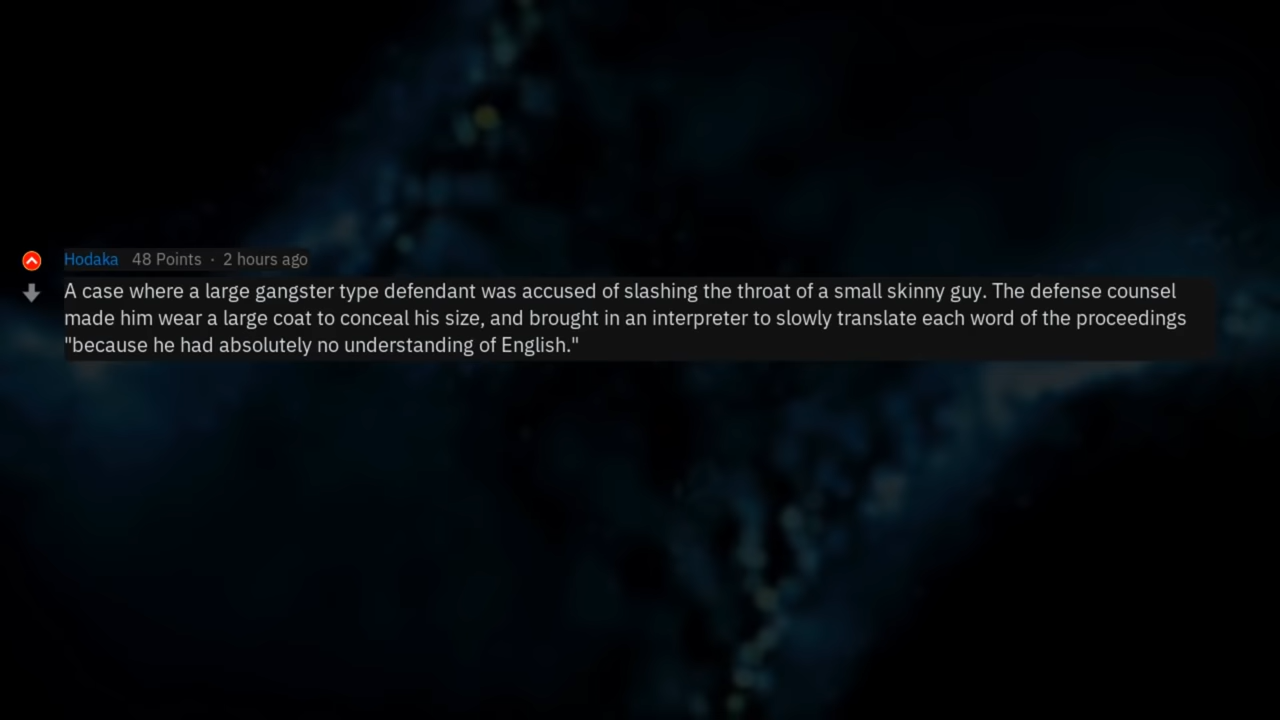 Hodaka 48 Points · 2 hours ago
A case where a large gangster type defendant was accused of slashing the throat of a small skinny guy. The defense counsel
made him wear a large coat to conceal his size, and brought in an interpreter to slowly translate each word of the proceedings
"because he had absolutely no understanding of English."